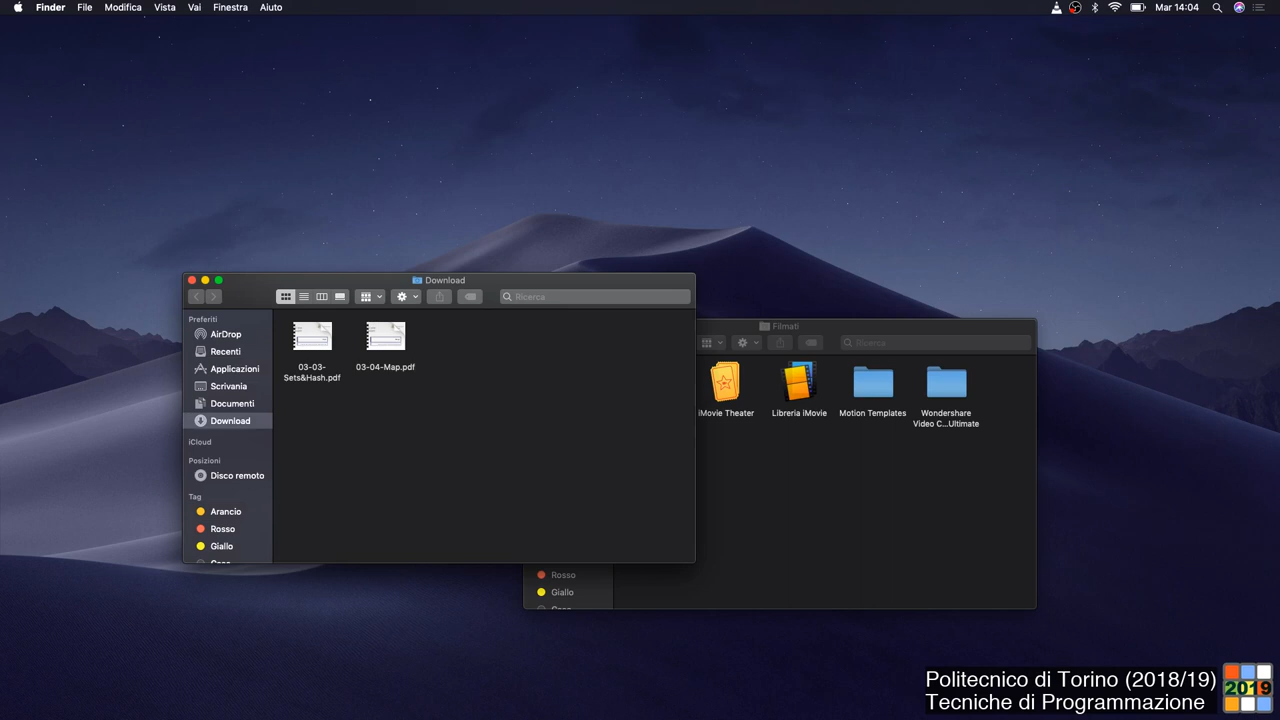 Finder File Modifica Vista Vai Finestra Aiuto Mar 14:04
Download
Ricerca
Preferiti
AirDrop
Recenti
Applicazioni
Scrivania
Documenti
Download
iCloud
Posizioni
Disco remoto
Tag
Arancio
Rosso
Giallo
03-03-
Sets&Hash.pdf
03-04-Map.pdf
Filmati
Ricerca
iMovie Theater
Libreria iMovie
Motion Templates
Wondershare
Video C...Ultimate
Rosso
Giallo
Politecnico di Torino (2018/19)
Tecniche di Programmazione
2019